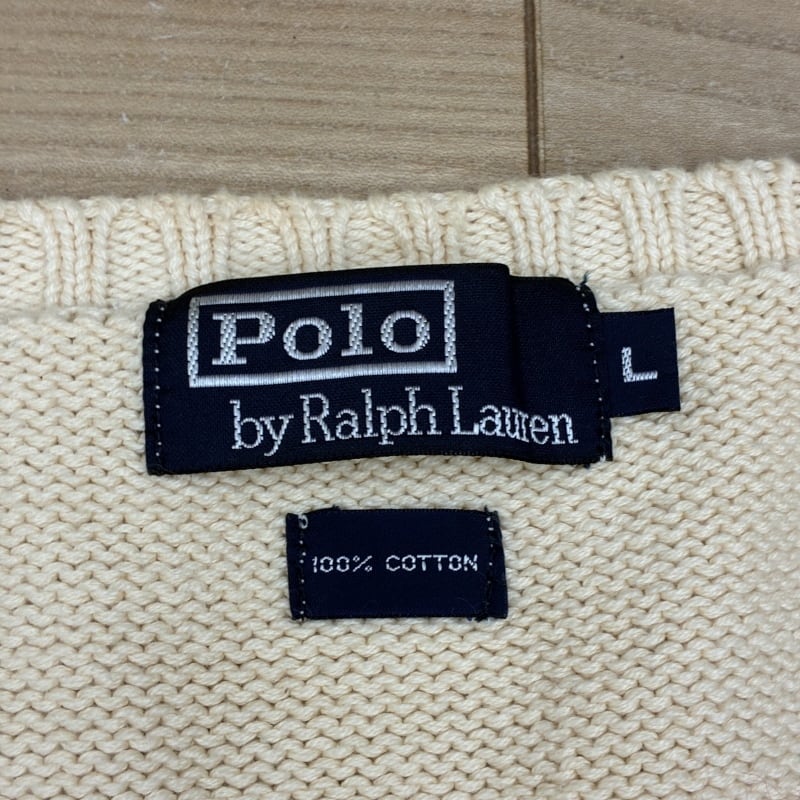 Polo
by Ralph Lauren
L
100% COTTON